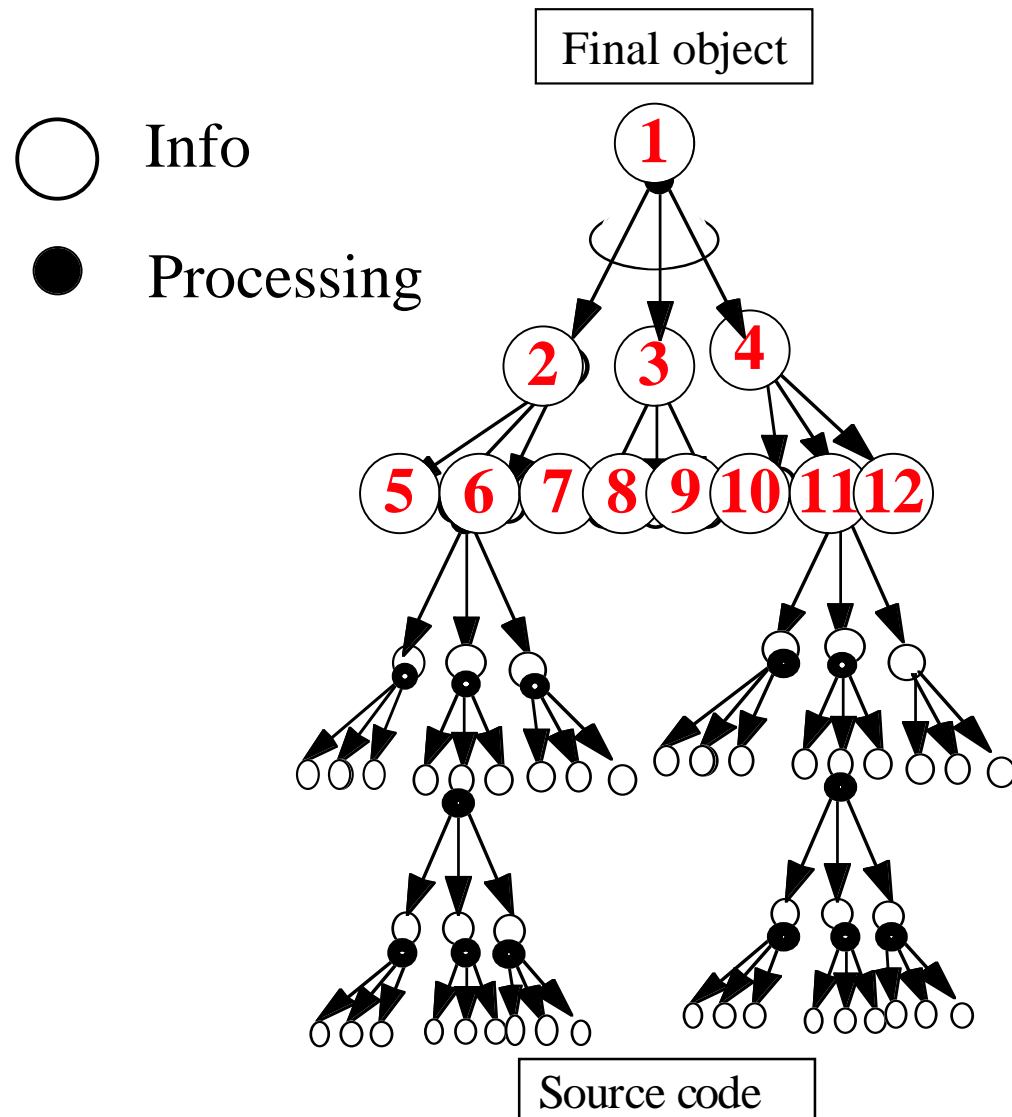 Final object
Info
1
Processing
2 3 4
5 6 7 8 9 10 11 12
Source code